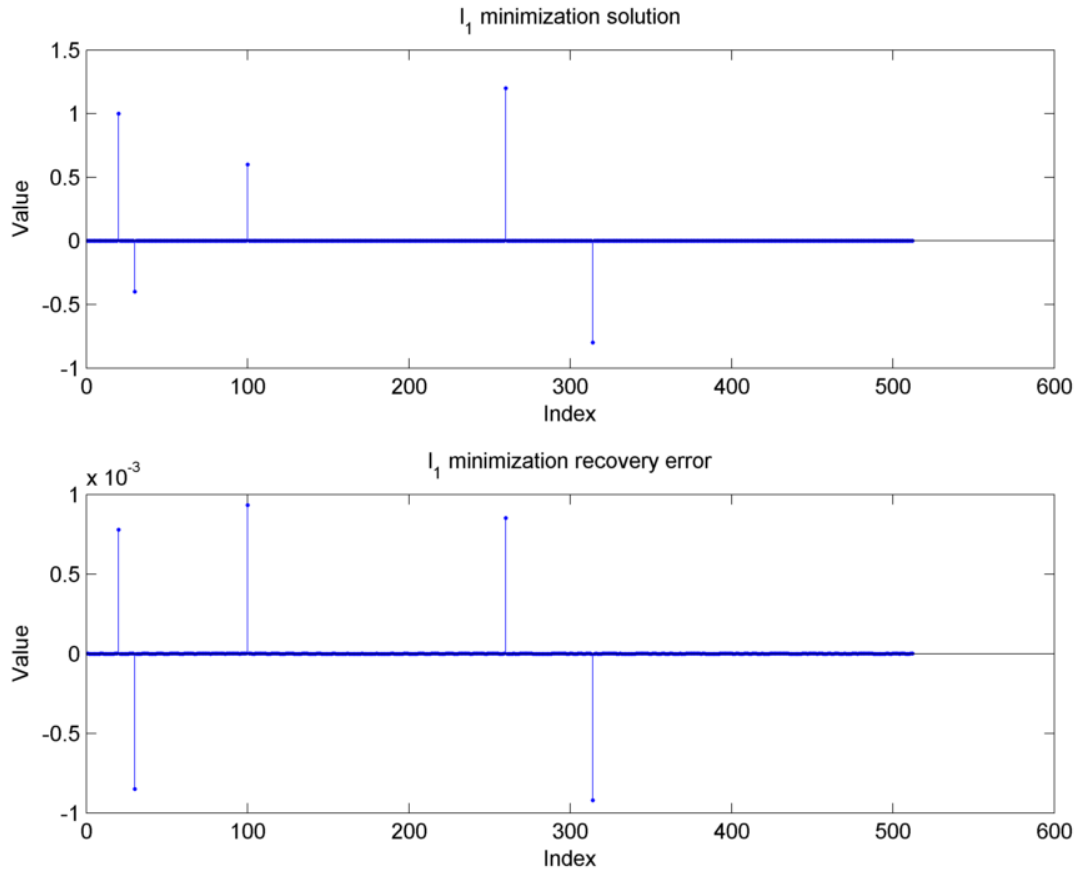 l₁ minimization solution
1.5
1
0.5
0
-0.5
-1
Value
0 100 200 300 400 500 600
Index
l₁ minimization recovery error
x 10⁻³
1
0.5
0
-0.5
-1
Value
0 100 200 300 400 500 600
Index